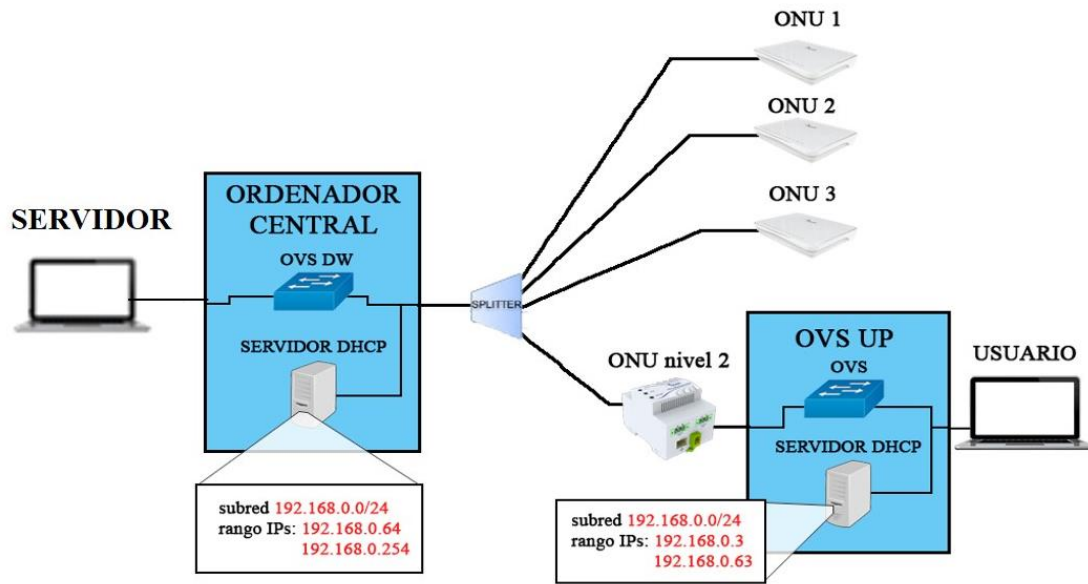 ONU 1
ONU 2
ONU 3
SERVIDOR
ORDENADOR
CENTRAL
OVS DW
SERVIDOR DHCP
SPLITTER
subred 192.168.0.0/24
rango IPs: 192.168.0.64
192.168.0.254
ONU nivel 2
OVS UP
OVS
SERVIDOR DHCP
USUARIO
subred 192.168.0.0/24
rango IPs: 192.168.0.3
192.168.0.63